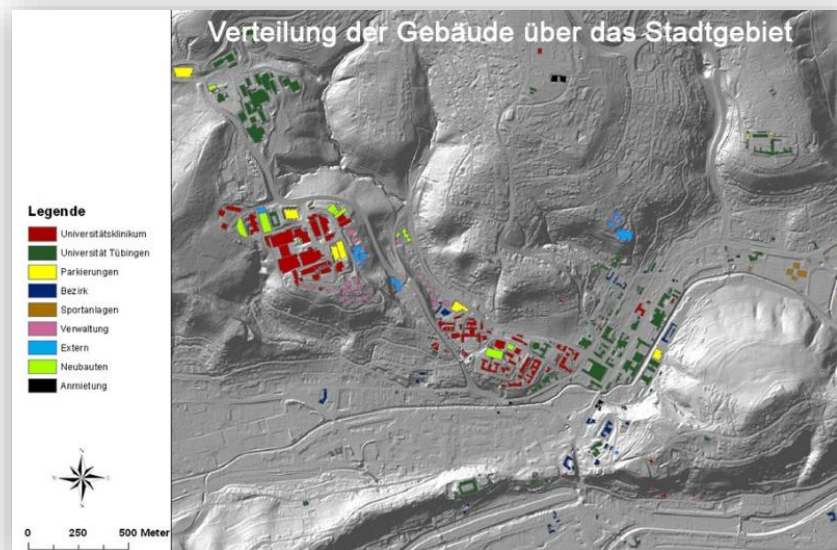 Verteilung der Gebäude über das Stadtgebiet
Legende
Universitätsklinikum
Universität Tübingen
Parkierungen
Bezirk
Sportanlagen
Verwaltung
Extern
Neubauten
Anmietung
0 250 500 Meter